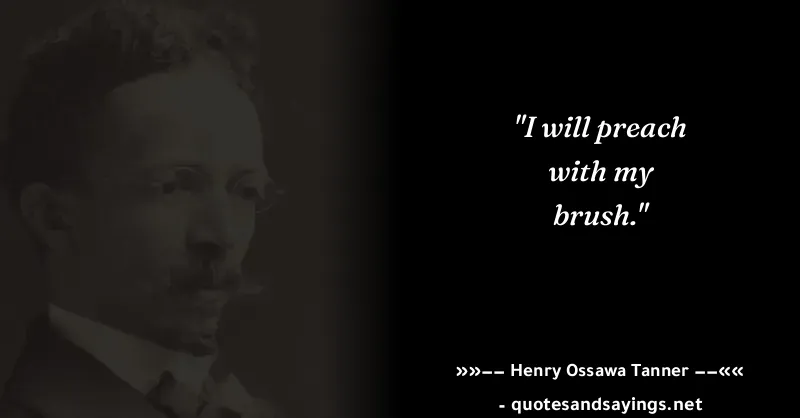 "I will preach
with my
brush."
»»−− Henry Ossawa Tanner −−««
- quotesandsayings.net